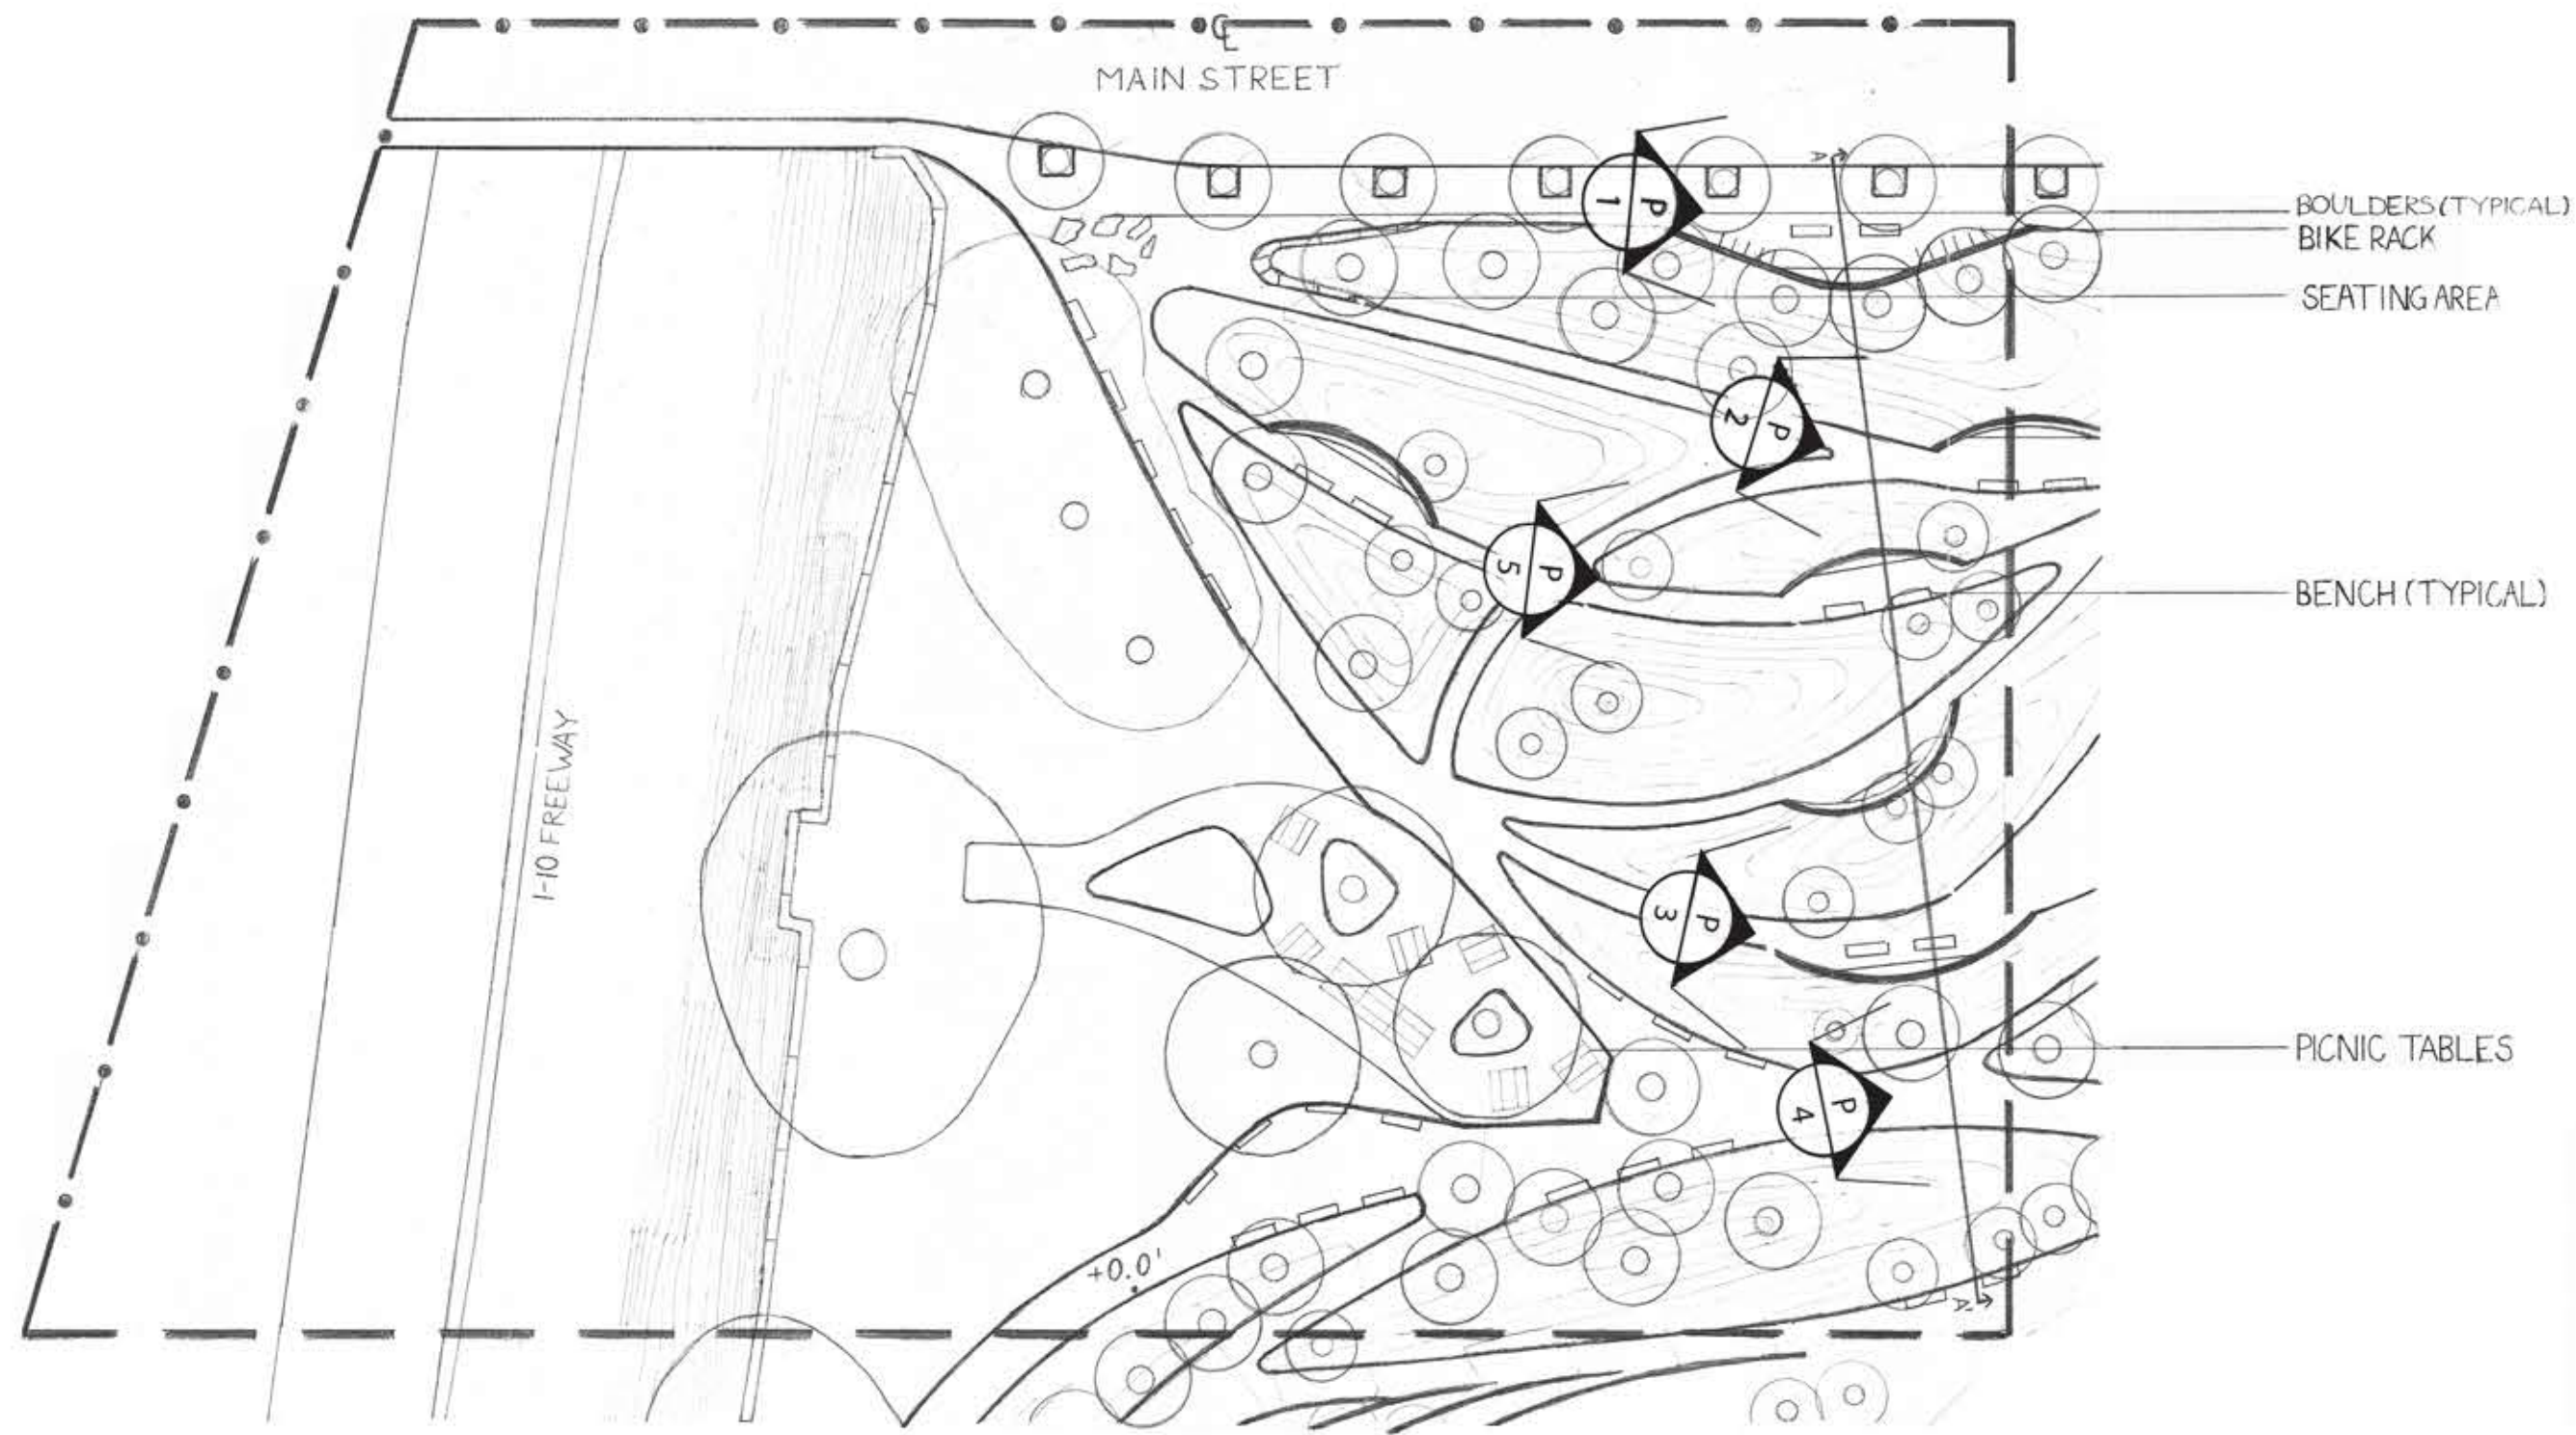 ℄
MAIN STREET
A
P
1
BOULDERS (TYPICAL)
BIKE RACK
SEATING AREA
P
2
P
5
BENCH (TYPICAL)
I-10 FREEWAY
P
3
PICNIC TABLES
P
4
+0.0'
A'